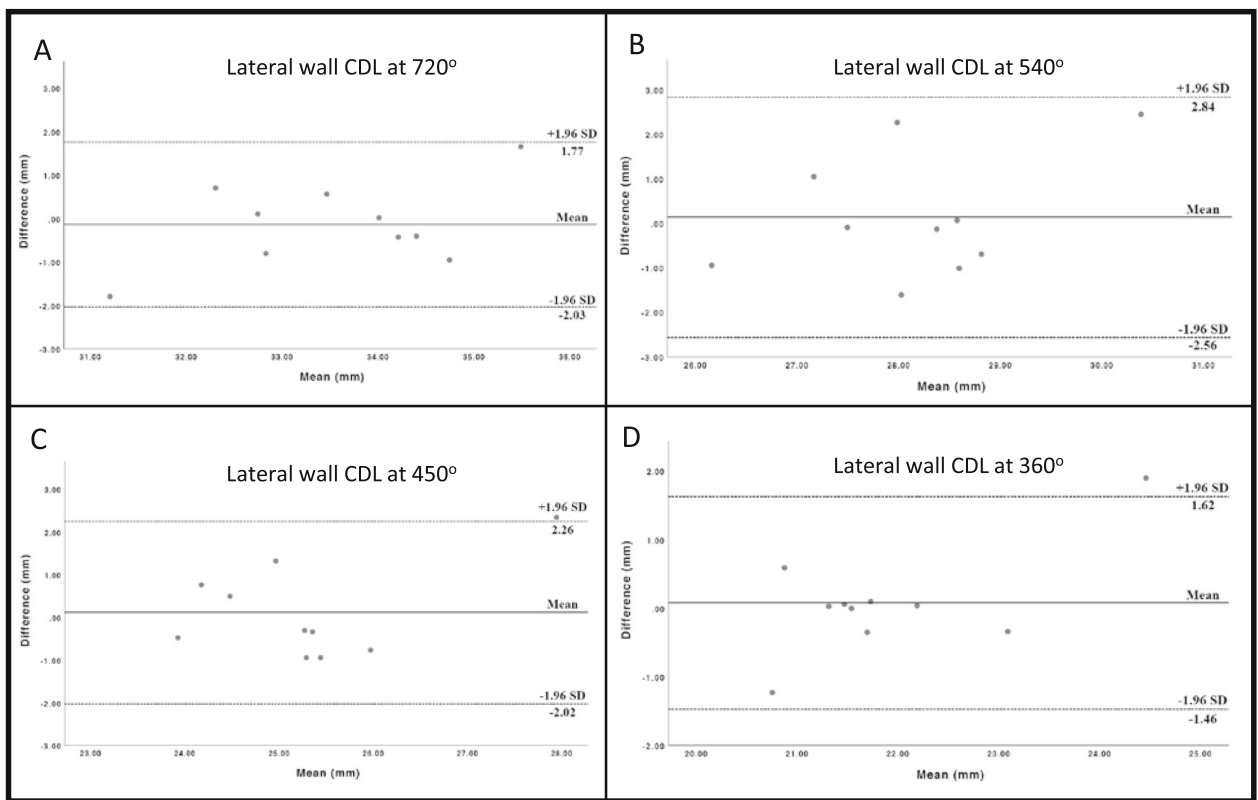 A
Lateral wall CDL at 720°
3.00
2.00
1.00
.00
-1.00
-2.00
-3.00
Difference (mm)
+1.96 SD
1.77
Mean
-1.96 SD
-2.03
31.00 32.00 33.00 34.00 35.00 36.00
Mean (mm)
B
Lateral wall CDL at 540°
3.00
2.00
1.00
.00
-1.00
-2.00
-3.00
Difference (mm)
+1.96 SD
2.84
Mean
-1.96 SD
-2.56
26.00 27.00 28.00 29.00 30.00 31.00
Mean (mm)
C
Lateral wall CDL at 450°
3.00
2.00
1.00
.00
-1.00
-2.00
-3.00
Difference (mm)
+1.96 SD
2.26
Mean
-1.96 SD
-2.02
23.00 24.00 25.00 26.00 27.00 28.00
Mean (mm)
D
Lateral wall CDL at 360°
2.00
1.00
.00
-1.00
-2.00
Difference (mm)
+1.96 SD
1.62
Mean
-1.96 SD
-1.46
20.00 21.00 22.00 23.00 24.00 25.00
Mean (mm)